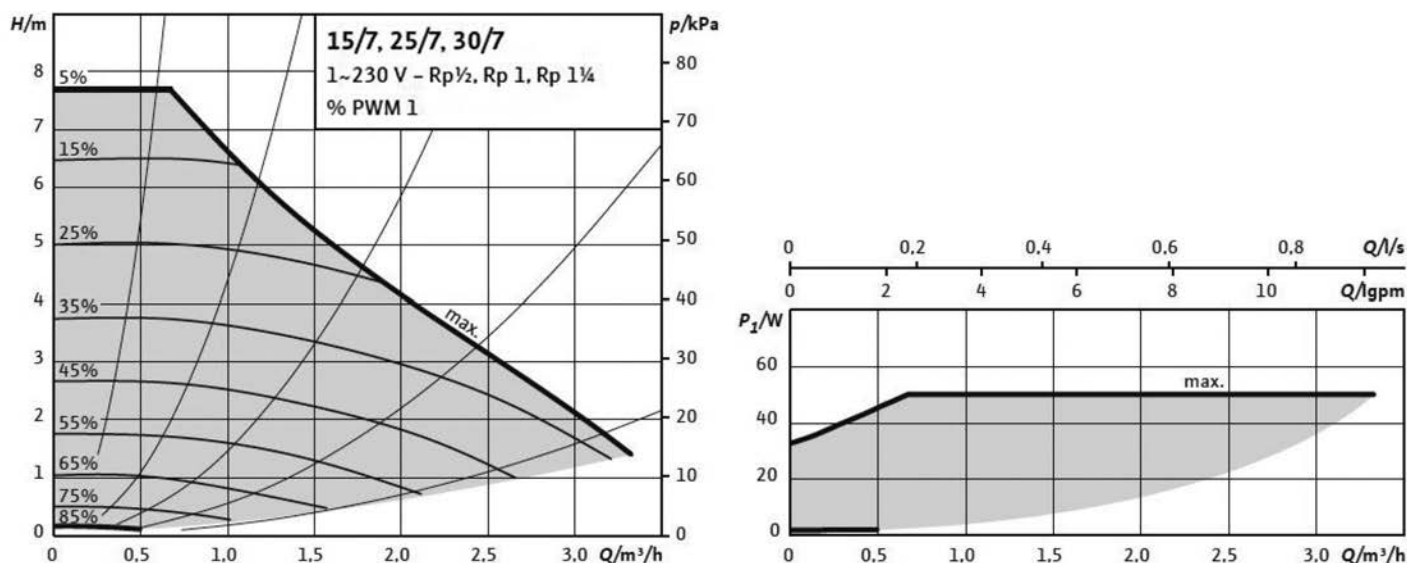 H/m
p/kPa
15/7, 25/7, 30/7
1~230 V – Rp½, Rp 1, Rp 1¼
% PWM 1
8
7
6
5
4
3
2
1
0
5%
15%
25%
35%
45%
55%
65%
75%
85%
max.
80
70
60
50
40
30
20
10
0
0 0,5 1,0 1,5 2,0 2,5 3,0 Q/m³/h
0 0,2 0,4 0,6 0,8 Q/l/s
0 2 4 6 8 10 Q/Igpm
P1/W
60
40
20
0
max.
0 0,5 1,0 1,5 2,0 2,5 3,0 Q/m³/h